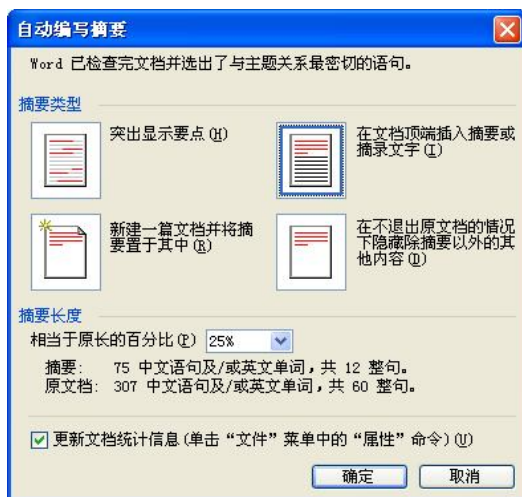 自动编写摘要
Word 已检查完文档并选出了与主题关系最密切的语句。
摘要类型
突出显示要点(H)
在文档顶端插入摘要或
摘录文字(I)
新建一篇文档并将摘
要置于其中(R)
在不退出原文档的情况
下隐藏除摘要以外的其
他内容(D)
摘要长度
相当于原长的百分比(P) 25%
摘要: 75 中文语句及/或英文单词,共 12 整句。
原文档: 307 中文语句及/或英文单词,共 60 整句。
更新文档统计信息(单击“文件”菜单中的“属性”命令)(U)
确定 取消